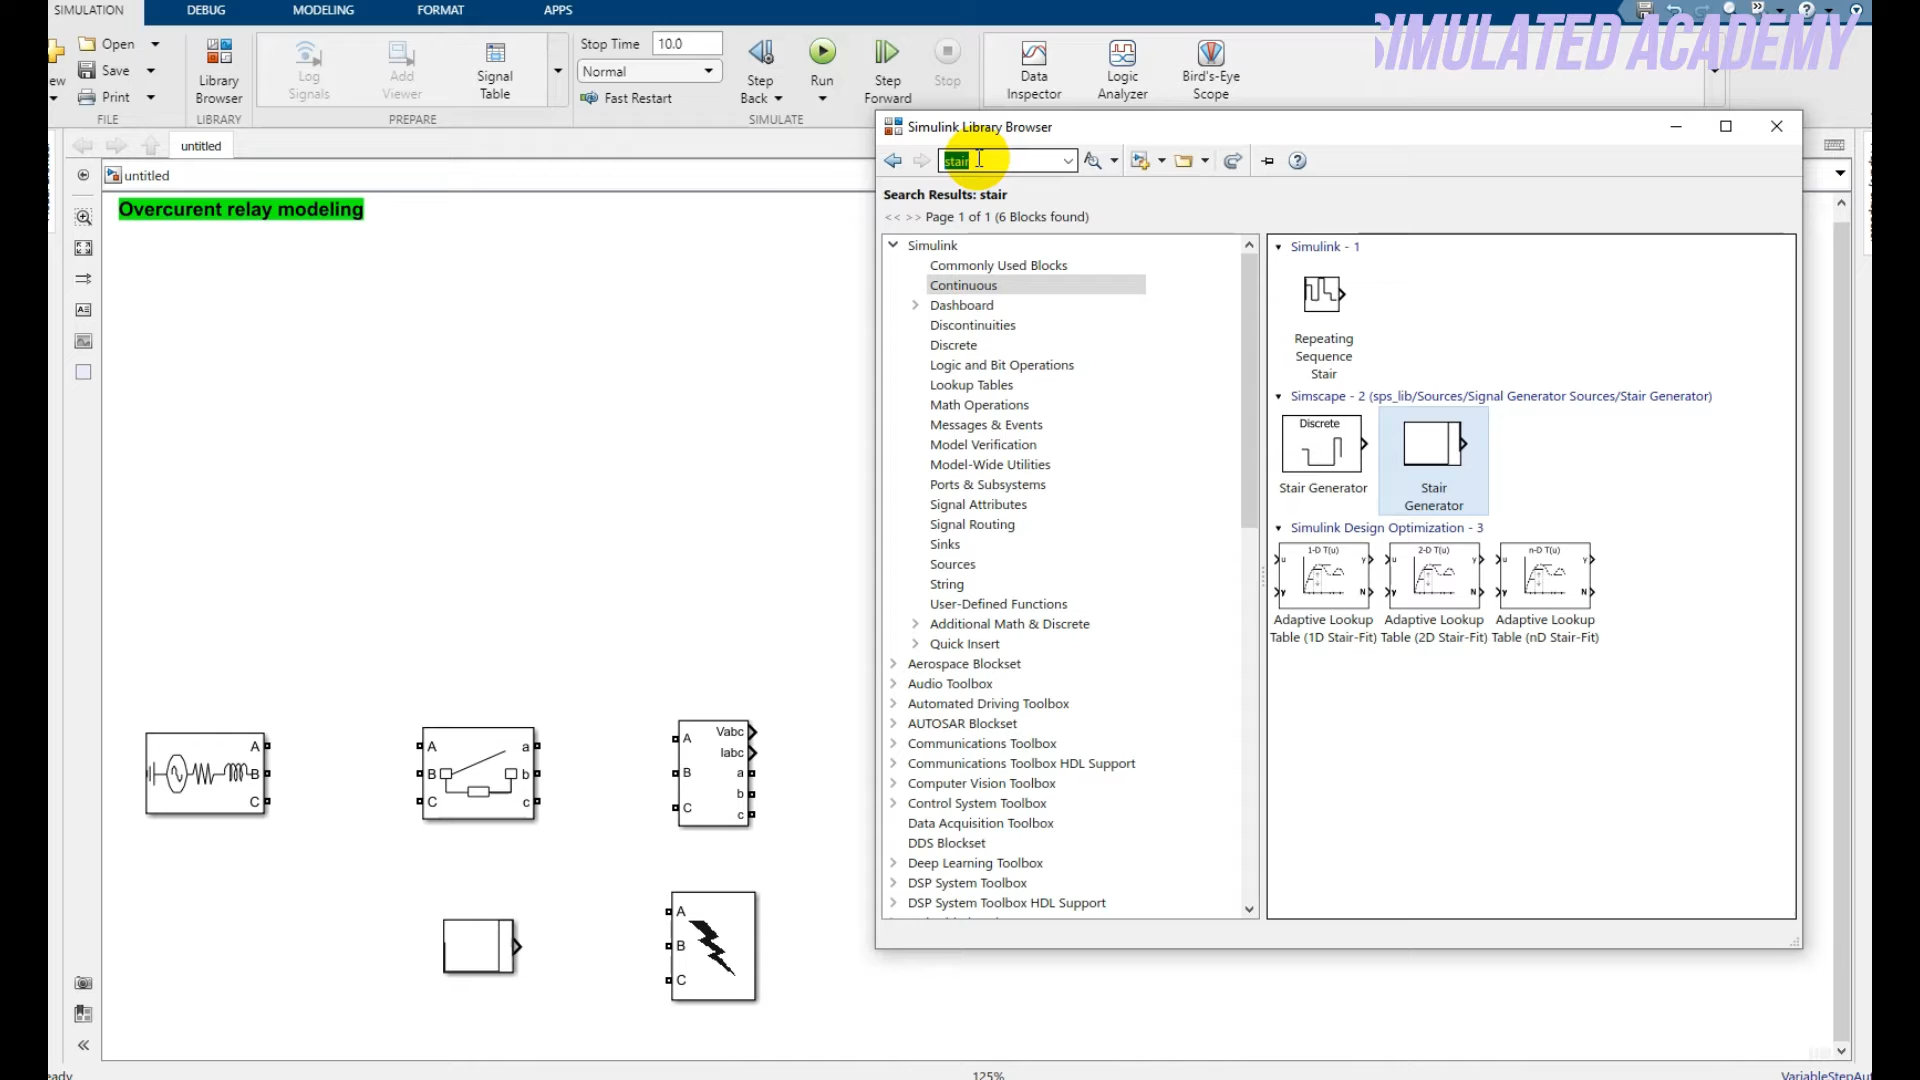 SIMULATION DEBUG MODELING FORMAT APPS
SIMULATED ACADEMY
Open
Save
Print
FILE
Library
Browser
LIBRARY
Log
Signals
Add
Viewer
Signal
Table
PREPARE
Stop Time 10.0
Normal
Fast Restart
Step
Back
Run
Step
Forward
Stop
SIMULATE
Data
Inspector
Logic
Analyzer
Bird's-Eye
Scope
untitled
untitled
Overcurent relay modeling
A
B
C
A a
B b
C c
A Vabc
Iabc
B a
b
C c
A
B
C
Simulink Library Browser
stair
Search Results: stair
<< >> Page 1 of 1 (6 Blocks found)
Simulink
Commonly Used Blocks
Continuous
Dashboard
Discontinuities
Discrete
Logic and Bit Operations
Lookup Tables
Math Operations
Messages & Events
Model Verification
Model-Wide Utilities
Ports & Subsystems
Signal Attributes
Signal Routing
Sinks
Sources
String
User-Defined Functions
Additional Math & Discrete
Quick Insert
Aerospace Blockset
Audio Toolbox
Automated Driving Toolbox
AUTOSAR Blockset
Communications Toolbox
Communications Toolbox HDL Support
Computer Vision Toolbox
Control System Toolbox
Data Acquisition Toolbox
DDS Blockset
Deep Learning Toolbox
DSP System Toolbox
DSP System Toolbox HDL Support
Simulink - 1
Repeating
Sequence
Stair
Simscape - 2 (sps_lib/Sources/Signal Generator Sources/Stair Generator)
Discrete
Stair Generator
Stair
Generator
Simulink Design Optimization - 3
1-D T(u)
u y
y N
Adaptive Lookup
Table (1D Stair-Fit)
2-D T(u)
u y
y N
Adaptive Lookup
Table (2D Stair-Fit)
n-D T(u)
u y
y N
Adaptive Lookup
Table (nD Stair-Fit)
125%